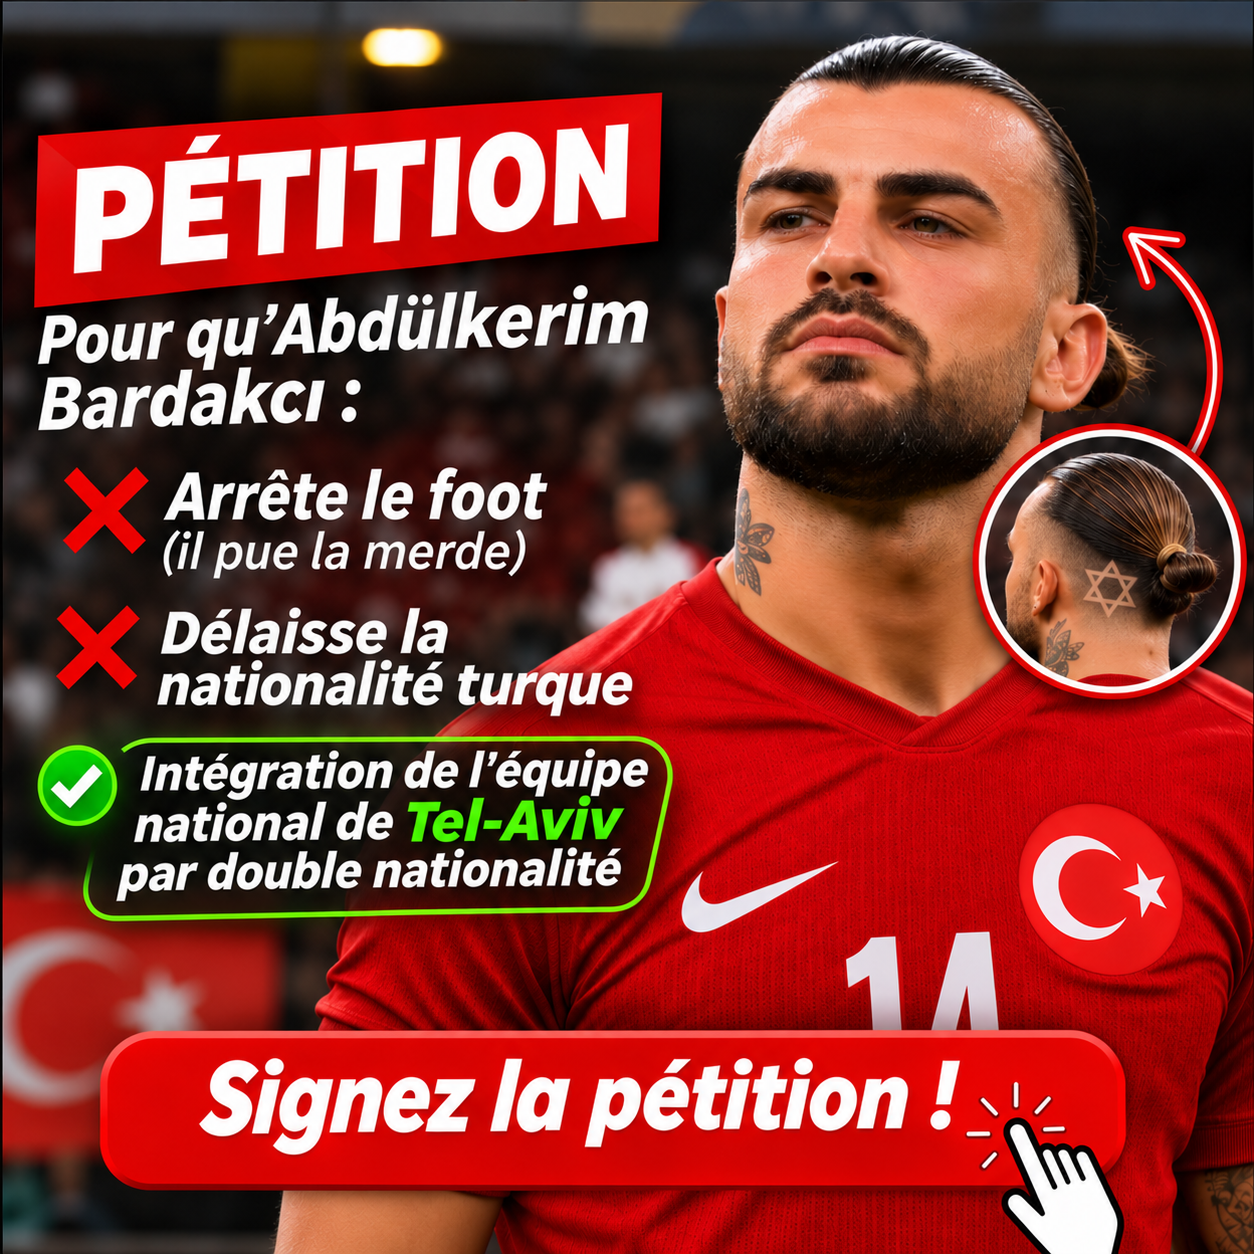 PÉTITION
Pour qu’Abdülkerim
Bardakcı :
Arrête le foot
(il pue la merde)
Délaisse la
nationalité turque
Intégration de l’équipe
national de Tel-Aviv
par double nationalité
14
Signez la pétition !